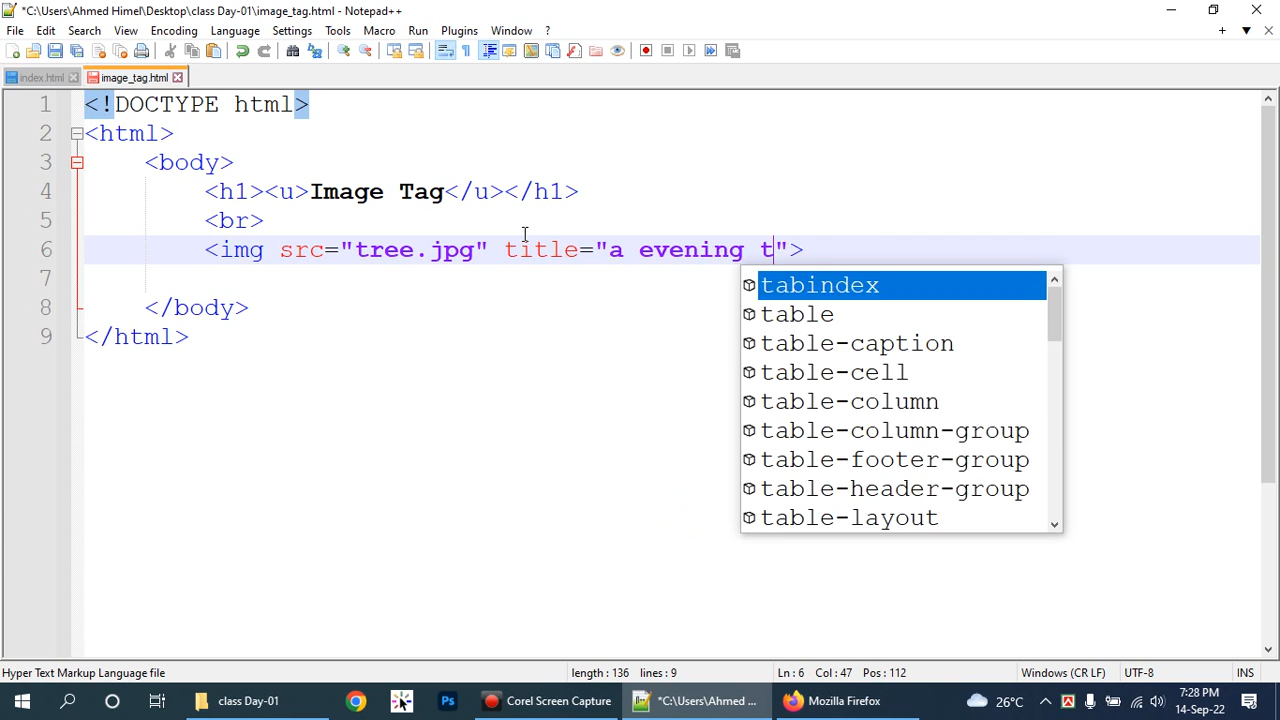 *C:\Users\Ahmed Himel\Desktop\class Day-01\image_tag.html - Notepad++
File Edit Search View Encoding Language Settings Tools Macro Run Plugins Window ?
index.html image_tag.html
1 <!DOCTYPE html>
2 <html>
3 <body>
4 <h1><u>Image Tag</u></h1>
5 <br>
6 <img src="tree.jpg" title="a evening t">
7
8 </body>
9 </html>
tabindex
table
table-caption
table-cell
table-column
table-column-group
table-footer-group
table-header-group
table-layout
Hyper Text Markup Language file length : 136 lines : 9 Ln : 6 Col : 47 Pos : 112 Windows (CR LF) UTF-8 INS
class Day-01 Ps Corel Screen Capture *C:\Users\Ahmed ... Mozilla Firefox 26°C 7:28 PM
14-Sep-22